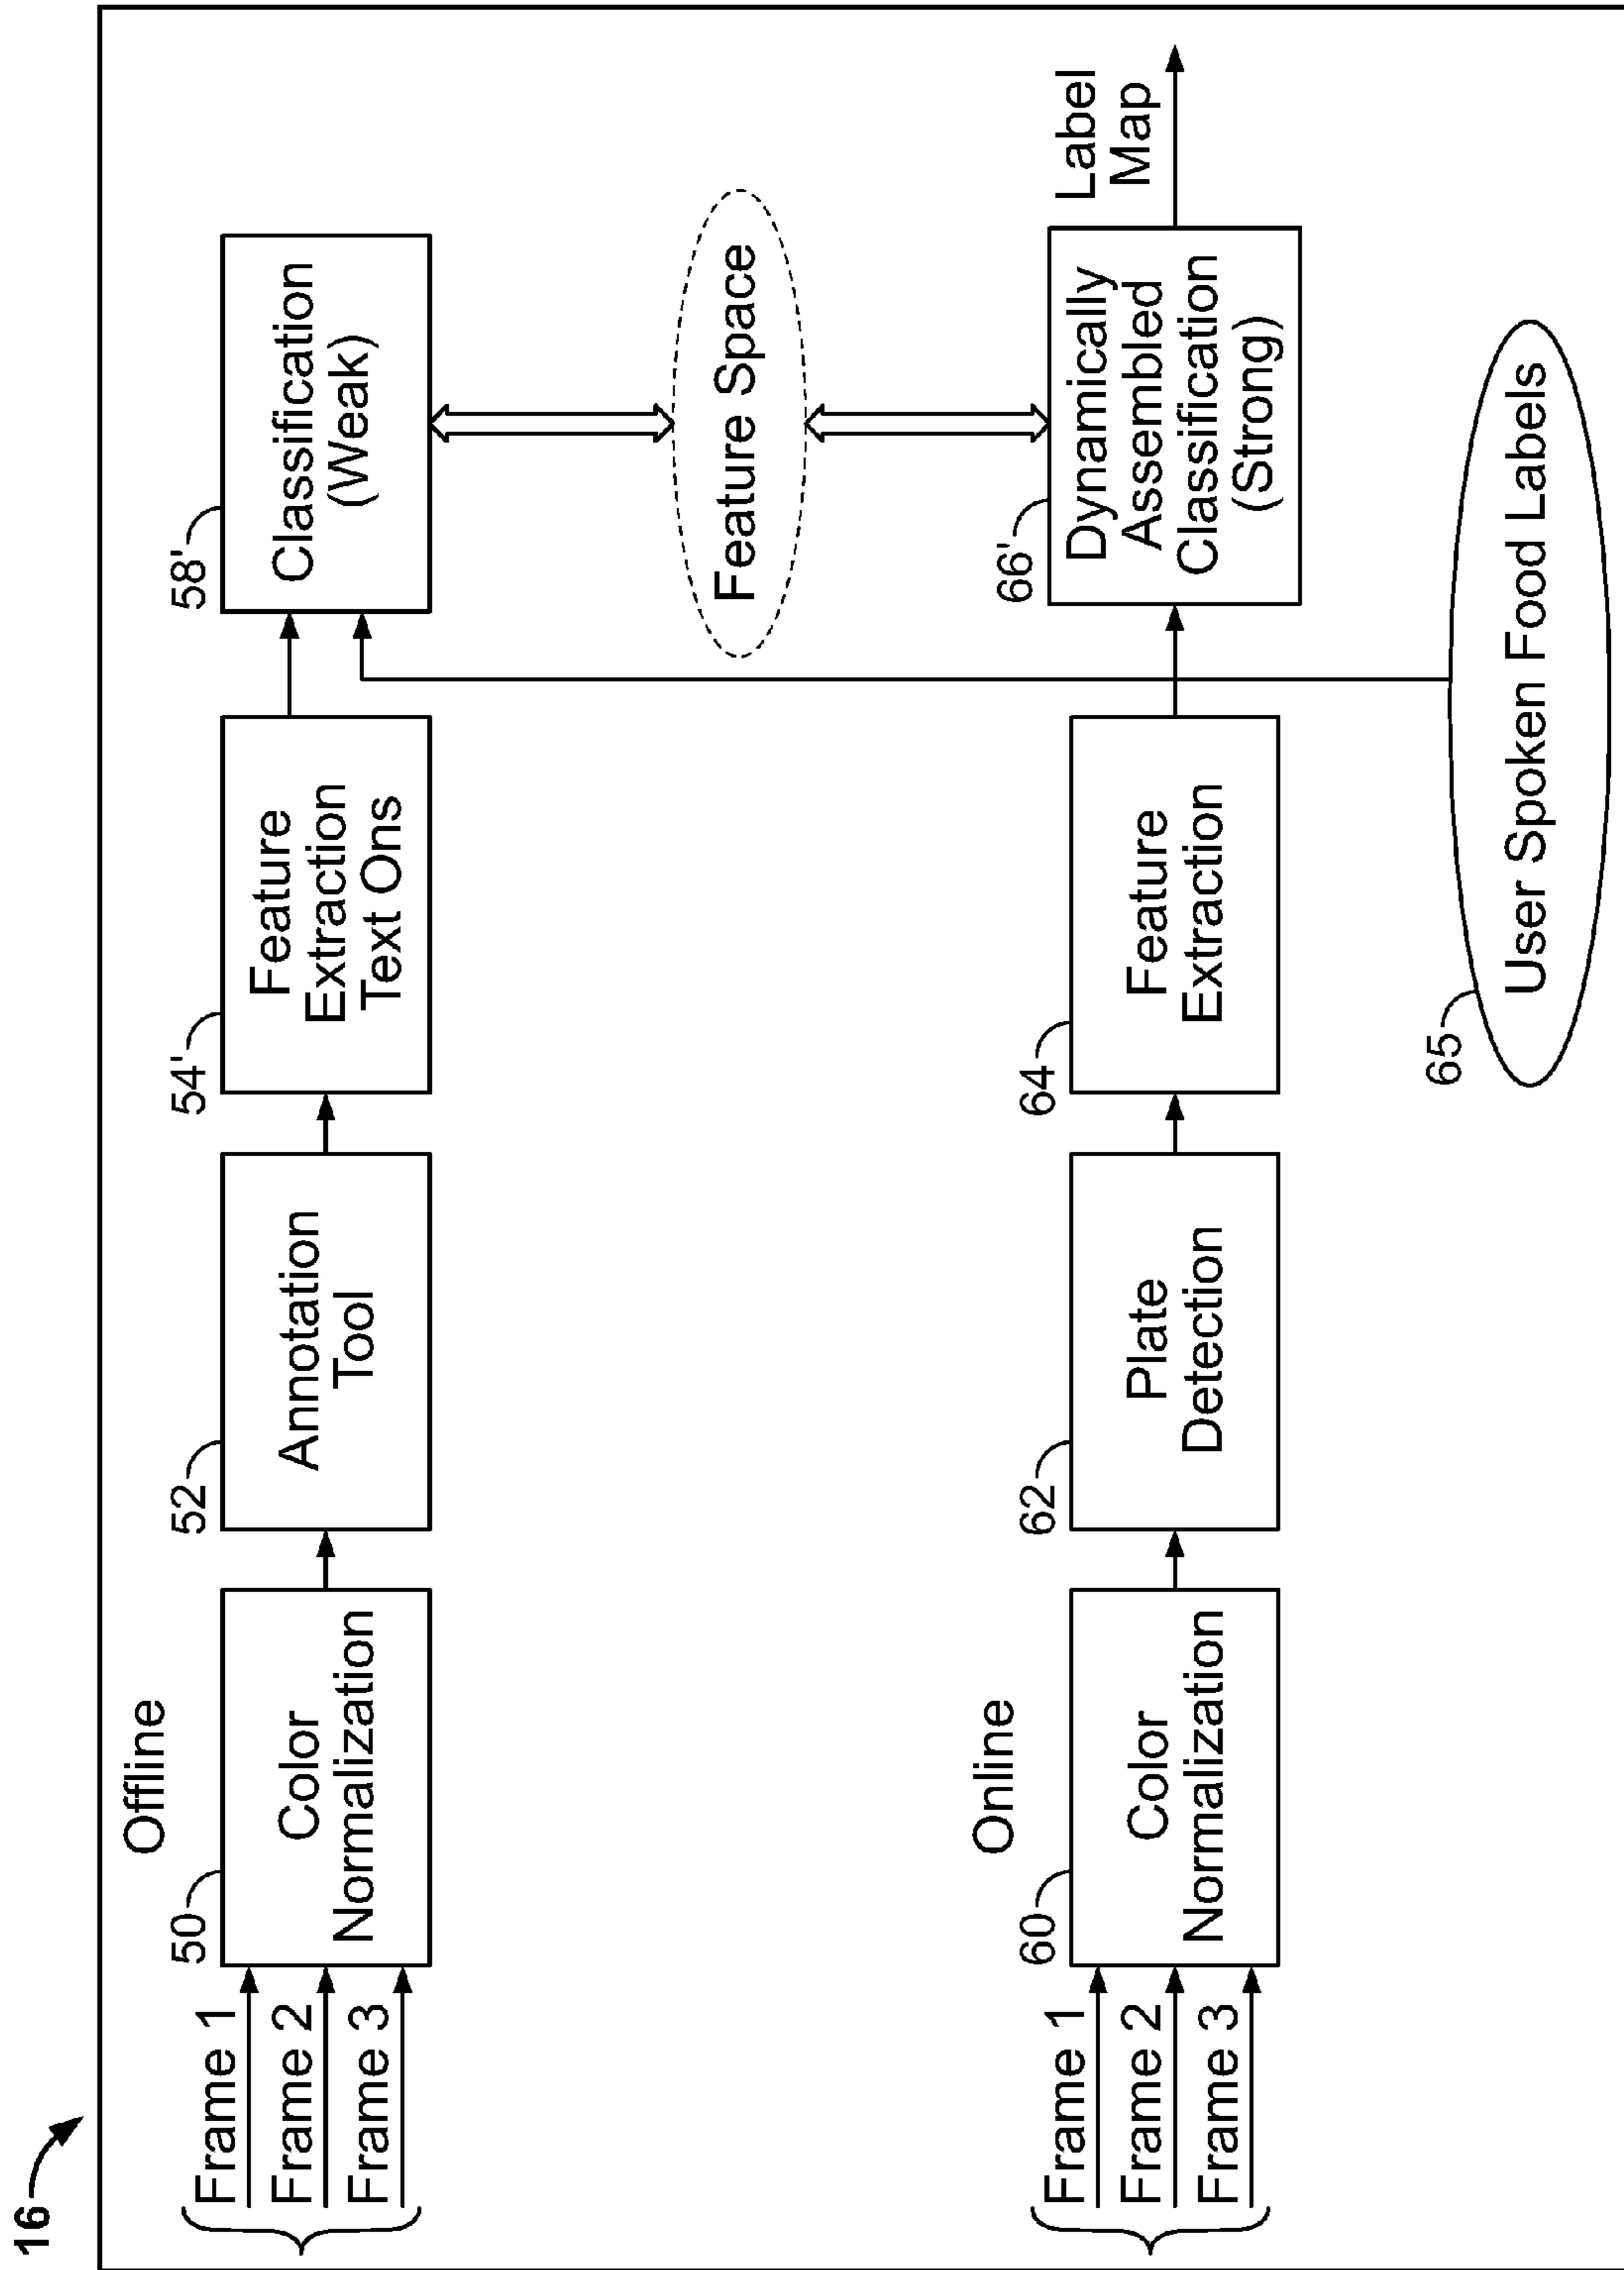 16
Offline
Frame 1
Frame 2
Frame 3
50
Color
Normalization
52
Annotation
Tool
54'
Feature
Extraction
Text Ons
58'
Classification
(Weak)
Feature Space
Online
Frame 1
Frame 2
Frame 3
60
Color
Normalization
62
Plate
Detection
64
Feature
Extraction
66'
Dynamically
Assembled
Classification
(Strong)
Label
Map
65
User Spoken Food Labels